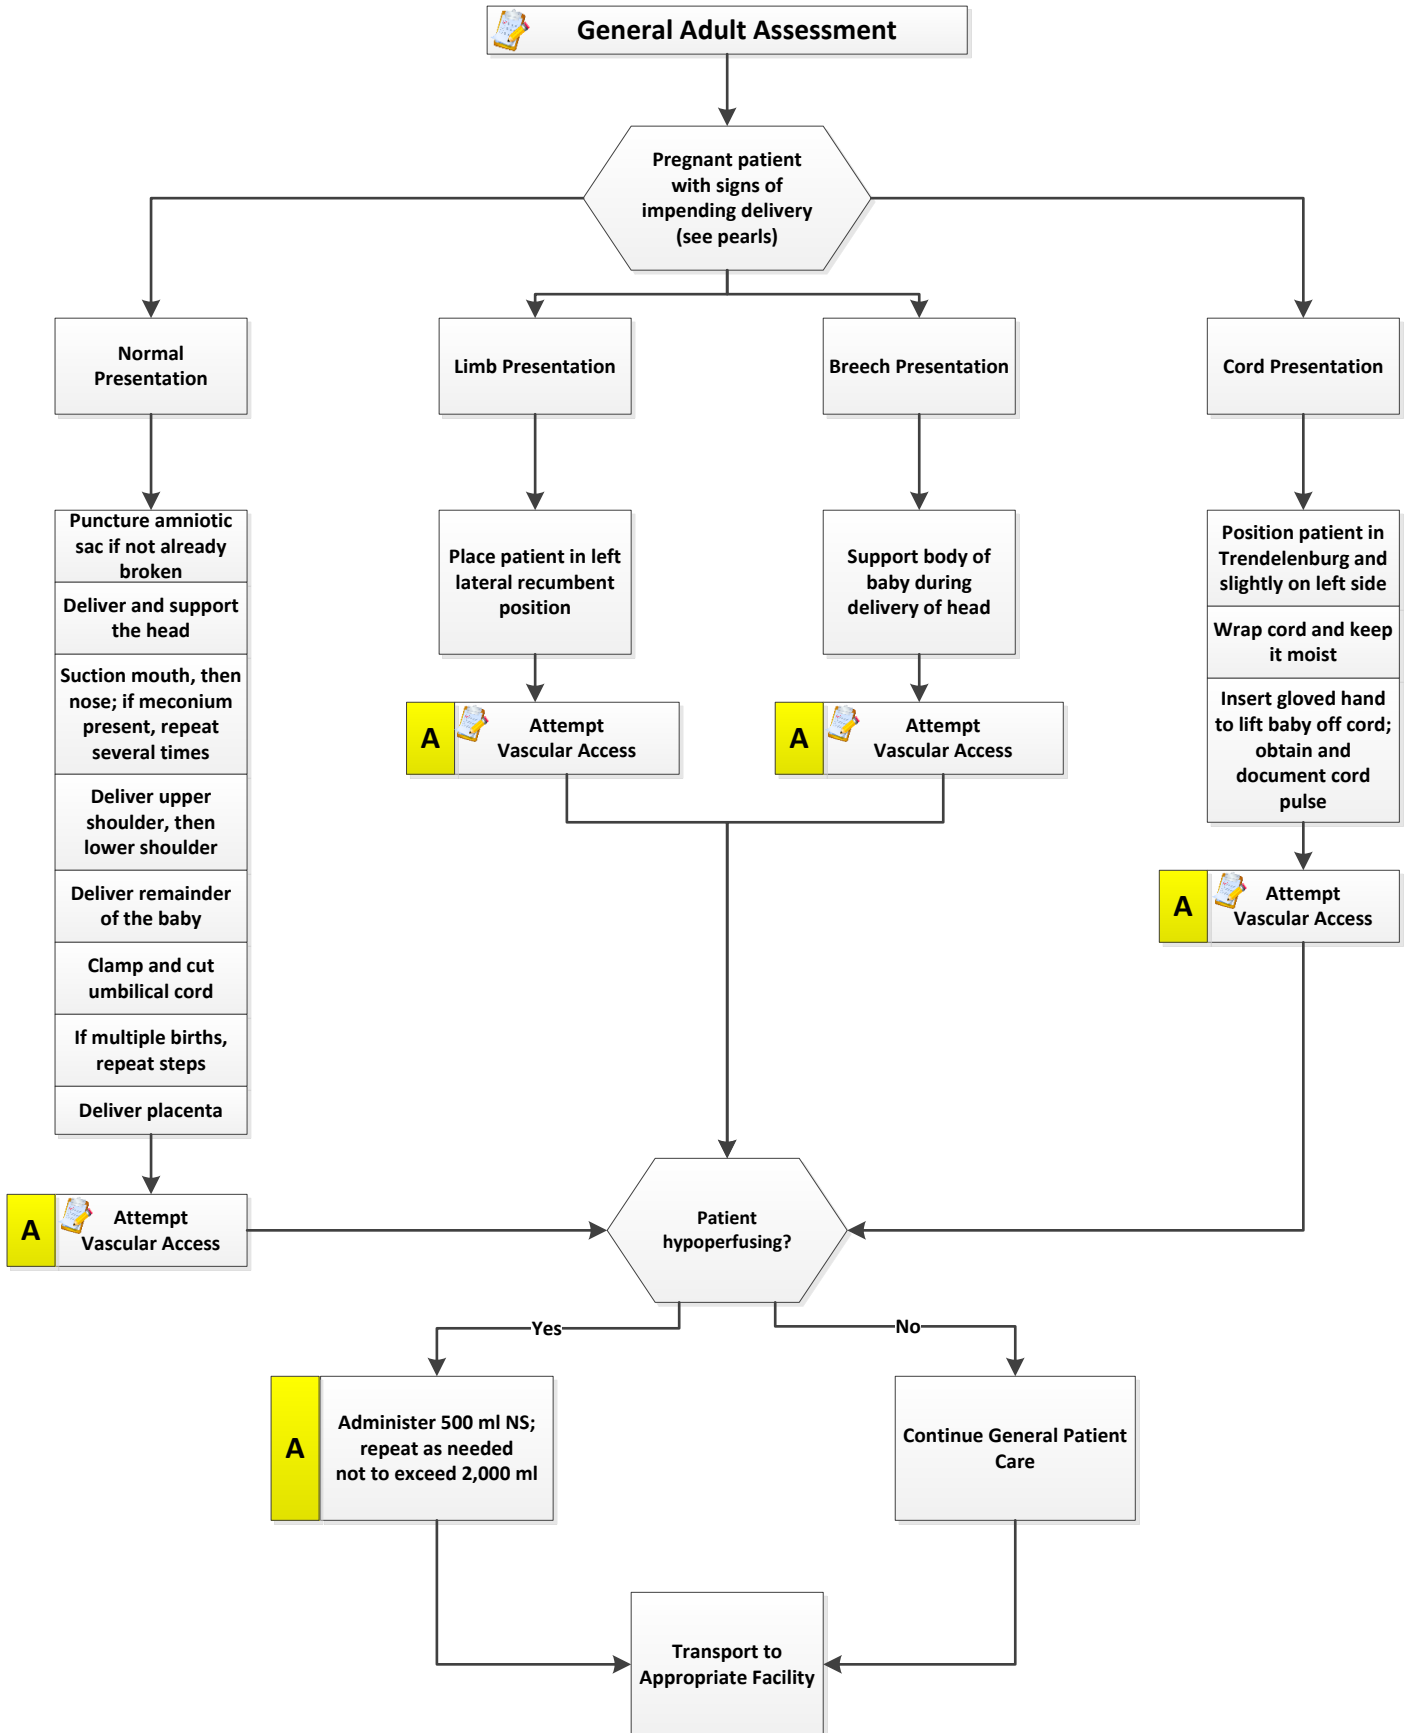 General Adult Assessment
Pregnant patient
with signs of
impending delivery
(see pearls)
Normal
Presentation
Limb Presentation
Breech Presentation
Cord Presentation
Puncture amniotic
sac if not already
broken
Deliver and support
the head
Suction mouth, then
nose; if meconium
present, repeat
several times
Deliver upper
shoulder, then
lower shoulder
Deliver remainder
of the baby
Clamp and cut
umbilical cord
If multiple births,
repeat steps
Deliver placenta
A
Attempt
Vascular Access
Place patient in left
lateral recumbent
position
A
Attempt
Vascular Access
Support body of
baby during
delivery of head
A
Attempt
Vascular Access
Position patient in
Trendelenburg and
slightly on left side
Wrap cord and keep
it moist
Insert gloved hand
to lift baby off cord;
obtain and
document cord
pulse
A
Attempt
Vascular Access
Patient
hypoperfusing?
Yes
No
A
Administer 500 ml NS;
repeat as needed
not to exceed 2,000 ml
Continue General Patient
Care
Transport to
Appropriate Facility